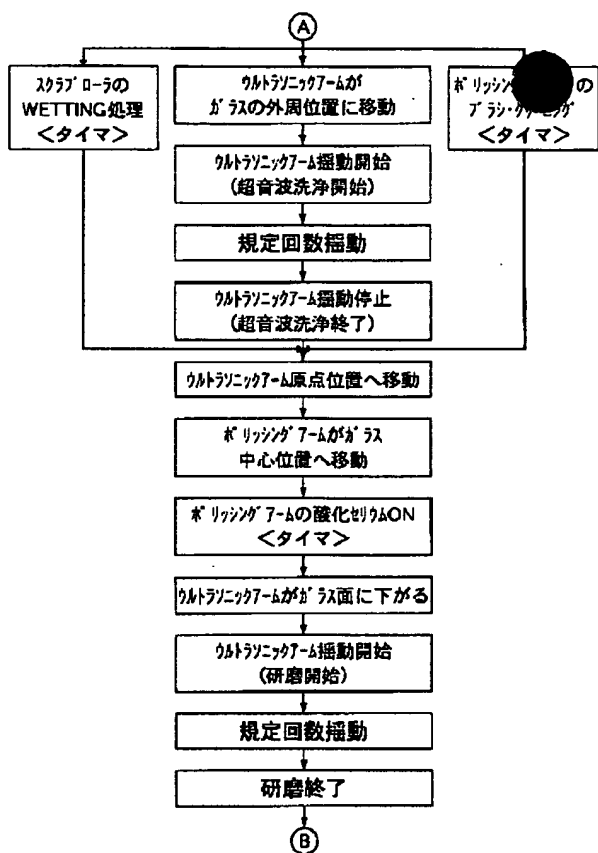 A
スクラブローラの
WETTING処理
<タイマ>
ウルトラソニックアームが
ガラスの外周位置に移動
ポリッシング の
ブラシ・クリーニング
<タイマ>
ウルトラソニックアーム揺動開始
(超音波洗浄開始)
規定回数揺動
ウルトラソニックアーム揺動停止
(超音波洗浄終了)
ウルトラソニックアーム原点位置へ移動
ポリッシングアームがガラス
中心位置へ移動
ポリッシングアームの酸化セリウムON
<タイマ>
ウルトラソニックアームがガラス面に下がる
ウルトラソニックアーム揺動開始
(研磨開始)
規定回数揺動
研磨終了
B